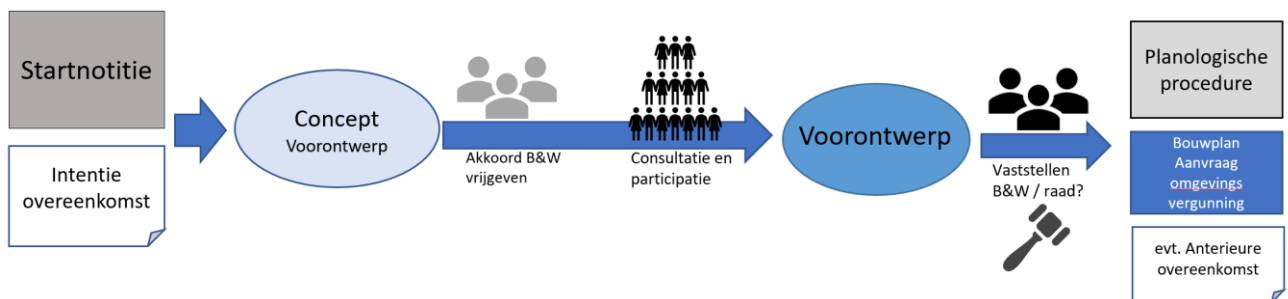 Startnotitie
Intentie
overeenkomst
Concept
Voorontwerp
Akkoord B&W
vrijgeven
Consultatie en
participatie
Voorontwerp
Vaststellen
B&W / raad?
Planologische
procedure
Bouwplan
Aanvraag
omgevings
vergunning
evt. Anterieure
overeenkomst